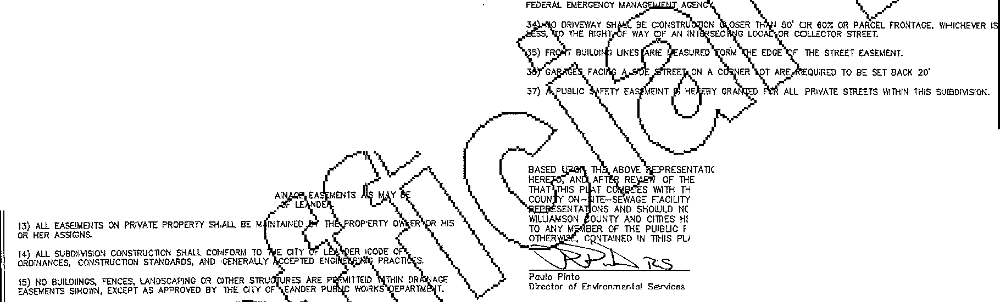 FEDERAL EMERGENCY MANAGEMENT AGENCY
34) NO DRIVEWAY SHALL BE CONSTRUCTION CLOSER THAN 50' OR 60% OR PARCEL FRONTAGE, WHICHEVER IS
LESS, TO THE RIGHT OF WAY OF AN INTERSECTING LOCAL OR COLLECTOR STREET.
35) FRONT BUILDING LINES ARE MEASURED FORM THE EDGE OF THE STREET EASEMENT.
36) GARAGES FACING A SIDE STREET ON A CORNER LOT ARE REQUIRED TO BE SET BACK 20'
37) A PUBLIC SAFETY EASEMENT IS HEREBY GRANTED FER ALL PRIVATE STREETS WITHIN THIS SUBDIVISION.
AINAGE EASEMENTS AS MAY BE
OF LEANDER
13) ALL EASEMENTS ON PRIVATE PROPERTY SHALL BE MAINTAINED BY THE PROPERTY OWNER OR HIS
OR HER ASSIGNS.
14) ALL SUBDIVISION CONSTRUCTION SHALL CONFORM TO THE CITY OF LEANDER CODE OF
ORDINANCES, CONSTRUCTION STANDARDS, AND GENERALLY ACCEPTED ENGINEERING PRACTICES.
15) NO BUILDINGS, FENCES, LANDSCAPING OR OTHER STRUCTURES ARE PERMITTED WITHIN DRAINAGE
EASEMENTS SHOWN, EXCEPT AS APPROVED BY THE CITY OF LEANDER PUBLIC WORKS DEPARTMENT.
BASED UPON THE ABOVE REPRESENTATIC
HERETO, AND AFTER REVIEW OF THE
THAT THIS PLAT COMPLIES WITH TH
COUNTY ON-SITE-SEWAGE FACILITY
REPRESENTATIONS AND SHOULD NC
WILLIAMSON COUNTY AND CITIES HE
TO ANY MEMBER OF THE PUBLIC F
OTHERWISE, CONTAINED IN THIS PLA
RS
Paulo Pinto
Director of Environmental Services
ficial